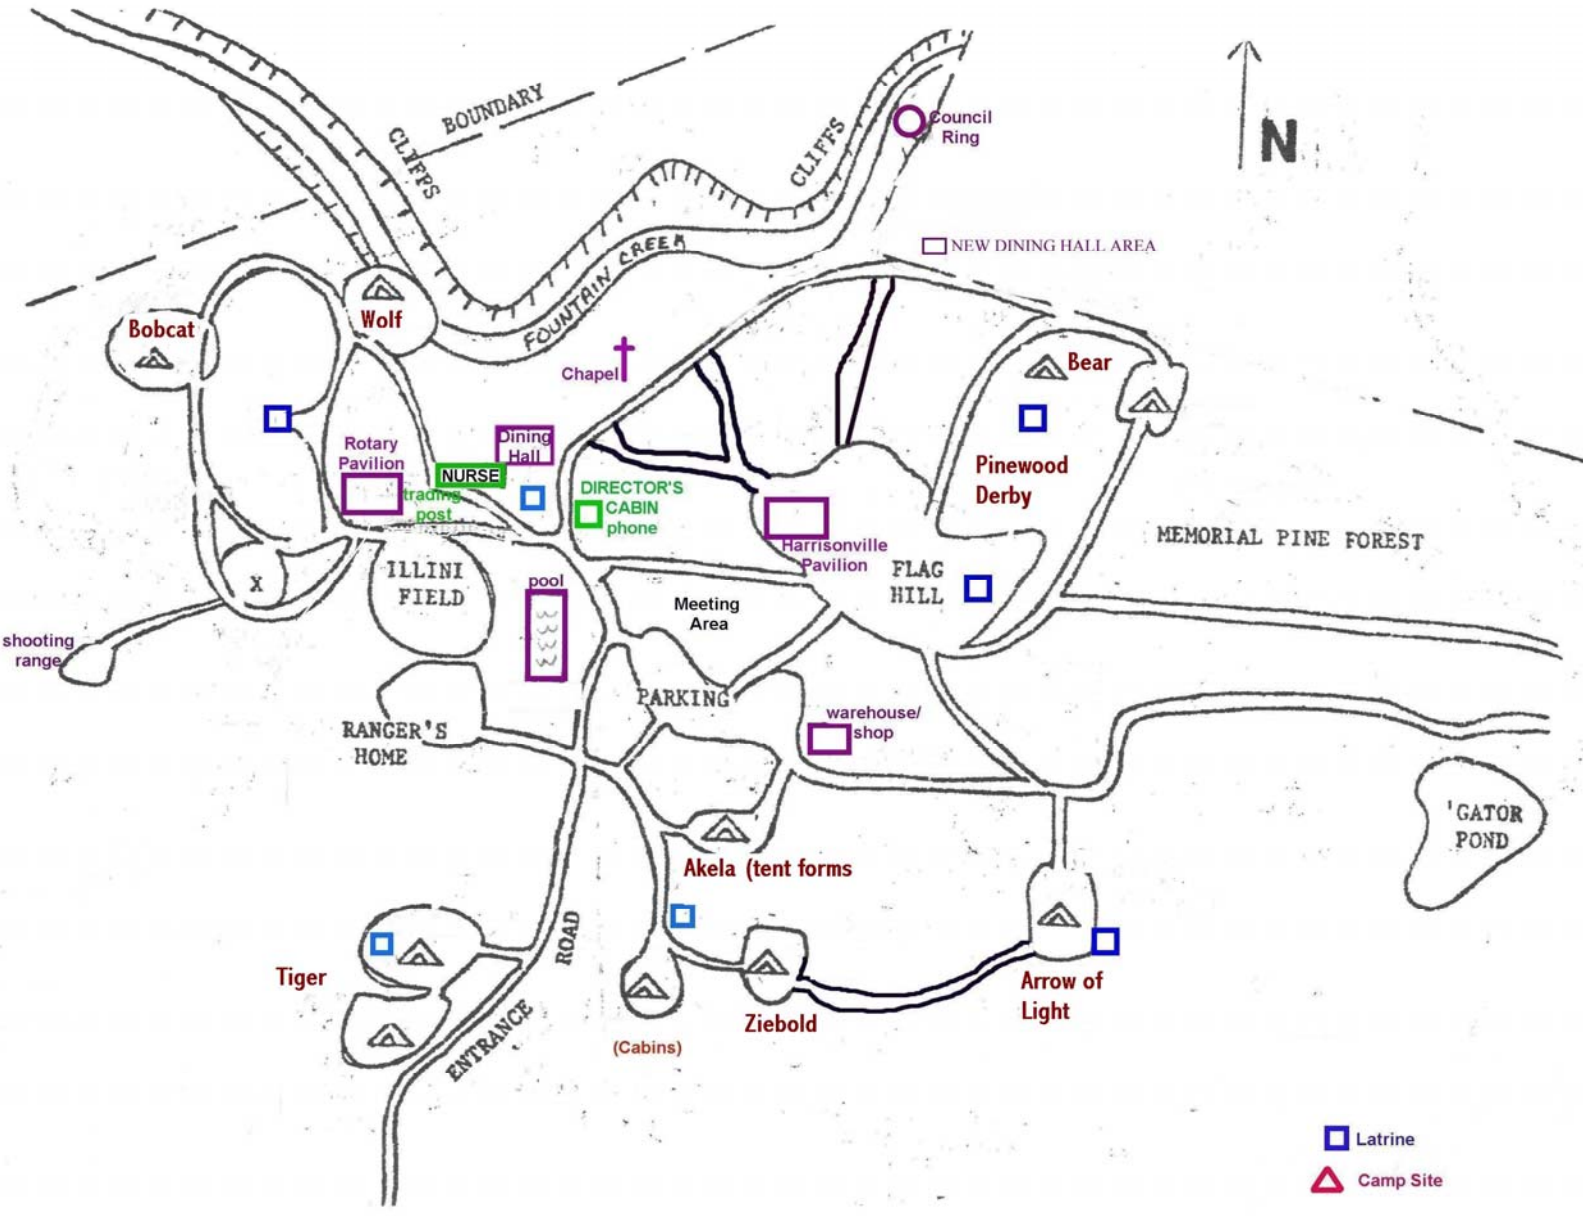 BOUNDARY
CLIFFS
CLIFFS
Council
Ring
N
NEW DINING HALL AREA
FOUNTAIN CREEK
Bobcat
Wolf
Chapel
Bear
Rotary
Pavilion
Dining
Hall
NURSE
trading
post
DIRECTOR'S
CABIN
phone
Pinewood
Derby
Harrisonville
Pavilion
MEMORIAL PINE FOREST
ILLINI
FIELD
X
pool
Meeting
Area
FLAG
HILL
shooting
range
PARKING
RANGER'S
HOME
warehouse/
shop
'GATOR
POND
Akela (tent forms
Tiger
ENTRANCE
ROAD
Ziebold
Arrow of
Light
(Cabins)
Latrine
Camp Site